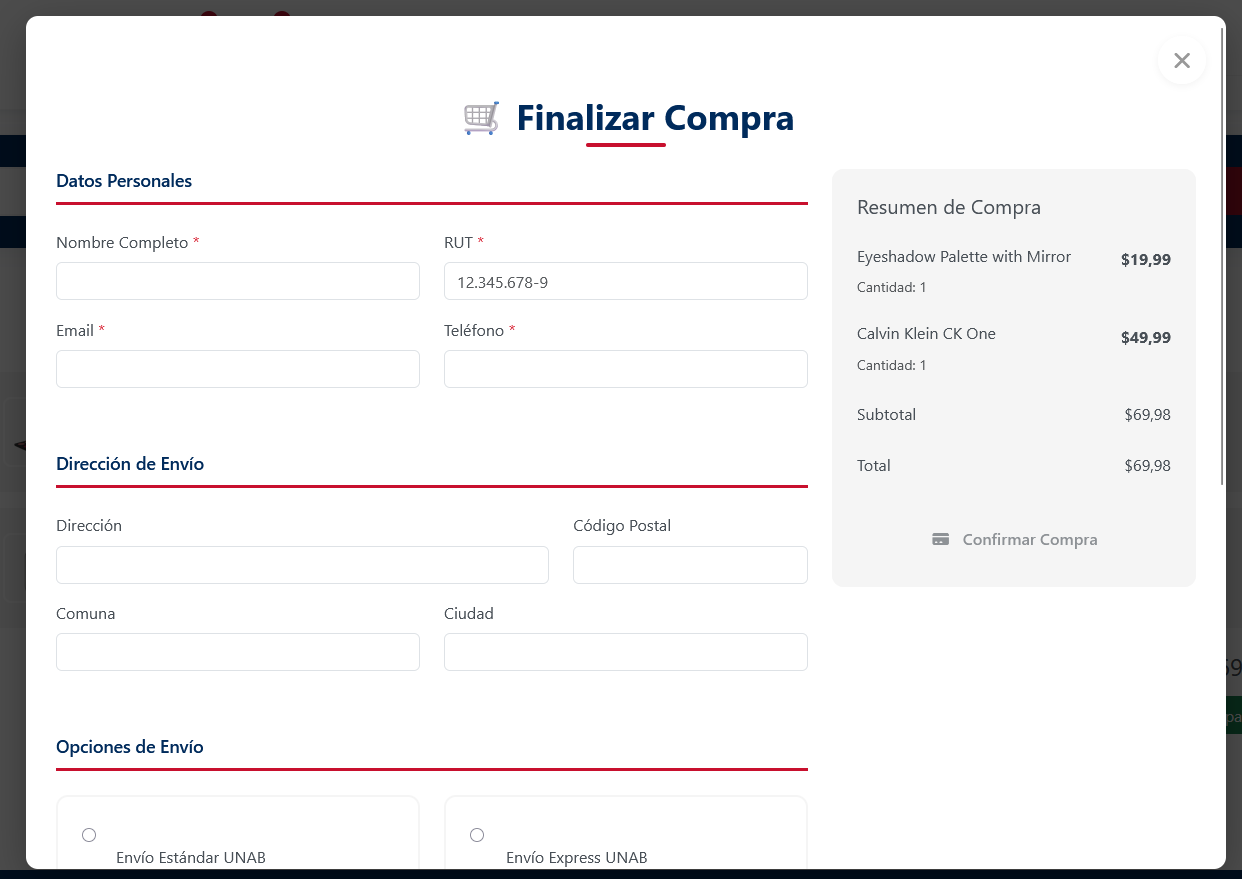 Finalizar Compra
Datos Personales
Nombre Completo *
RUT *
12.345.678-9
Email *
Teléfono *
Dirección de Envío
Dirección
Código Postal
Comuna
Ciudad
Opciones de Envío
Envío Estándar UNAB
Envío Express UNAB
Resumen de Compra
Eyeshadow Palette with Mirror
$19,99
Cantidad: 1
Calvin Klein CK One
$49,99
Cantidad: 1
Subtotal
$69,98
Total
$69,98
Confirmar Compra